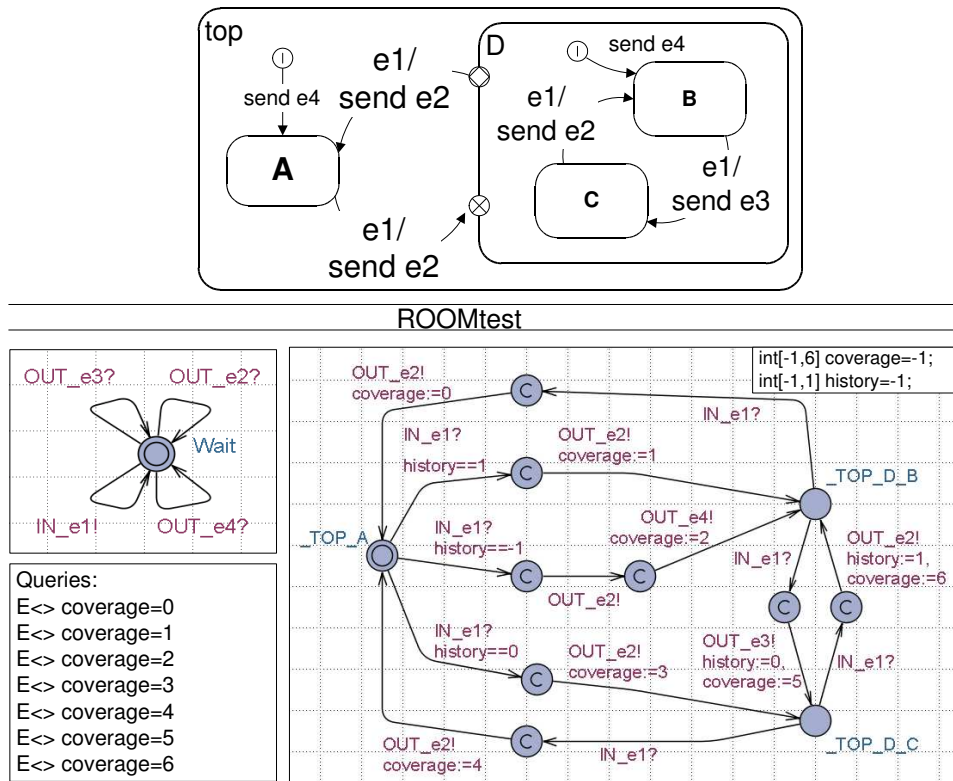 top
D
send e4
e1/
send e2
send e4
B
e1/
send e2
A
C
e1/
send e3
e1/
send e2
ROOMtest
OUT_e3?
OUT_e2?
Wait
IN_e1!
OUT_e4?
Queries:
E<> coverage=0
E<> coverage=1
E<> coverage=2
E<> coverage=3
E<> coverage=4
E<> coverage=5
E<> coverage=6
int[-1,6] coverage=-1;
int[-1,1] history=-1;
OUT_e2!
coverage:=0
C
IN_e1?
IN_e1?
history==1
C
OUT_e2!
coverage:=1
_TOP_D_B
_TOP_A
IN_e1?
history==-1
C
OUT_e2!
C
OUT_e4!
coverage:=2
IN_e1?
C
C
OUT_e2!
history:=1,
coverage:=6
IN_e1?
history==0
C
OUT_e2!
coverage:=3
OUT_e3!
history:=0,
coverage:=5
IN_e1?
_TOP_D_C
OUT_e2!
coverage:=4
C
IN_e1?